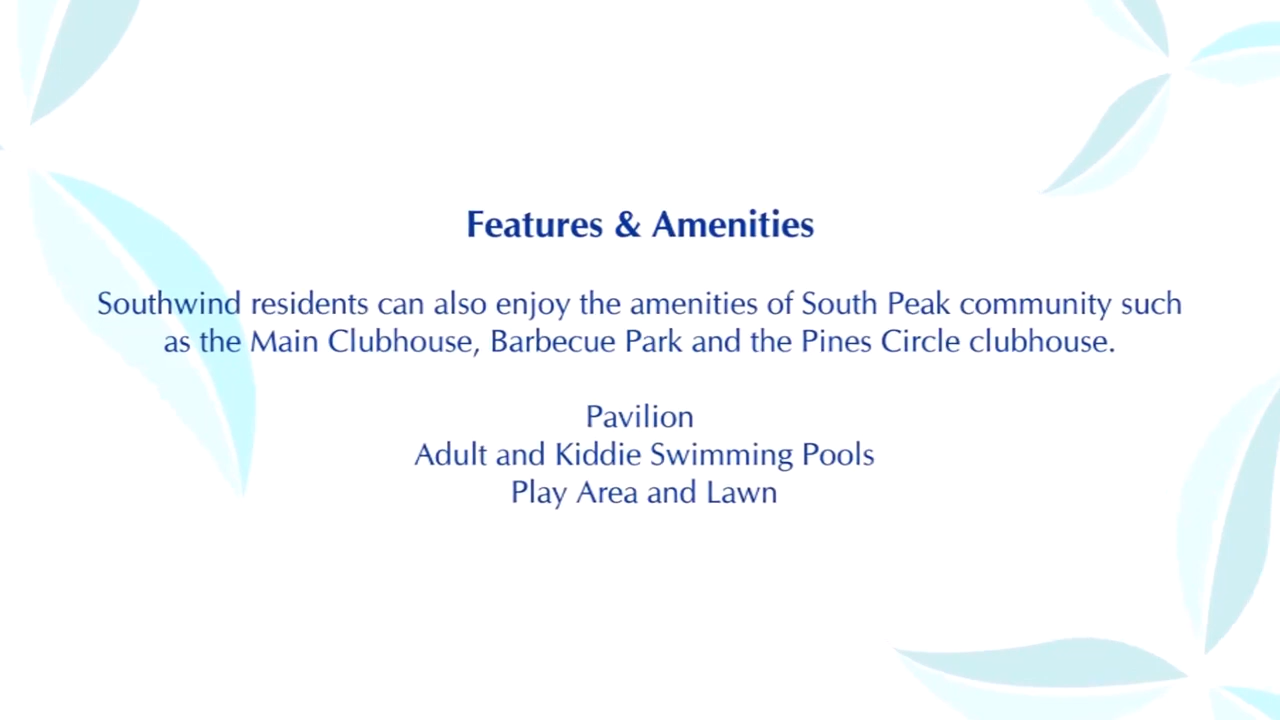 Features & Amenities
Southwind residents can also enjoy the amenities of South Peak community such
as the Main Clubhouse, Barbecue Park and the Pines Circle clubhouse.
Pavilion
Adult and Kiddie Swimming Pools
Play Area and Lawn